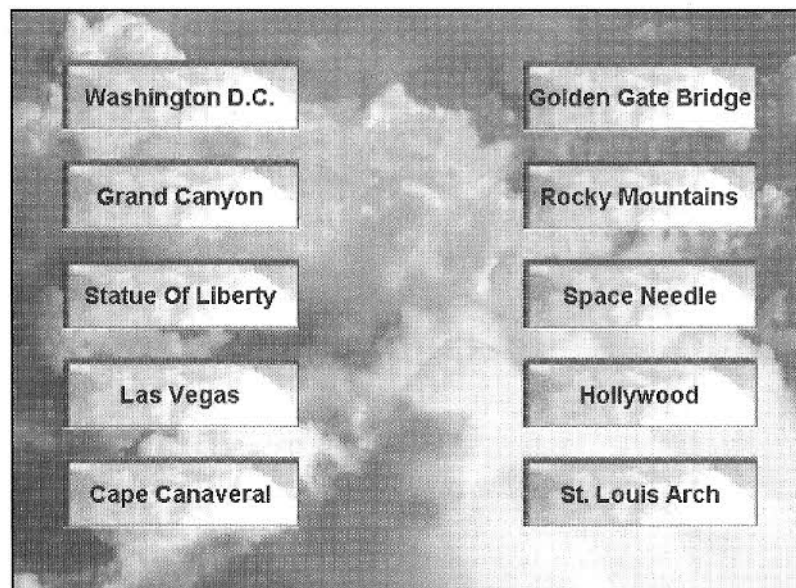 Washington D.C.
Grand Canyon
Statue Of Liberty
Las Vegas
Cape Canaveral
Golden Gate Bridge
Rocky Mountains
Space Needle
Hollywood
St. Louis Arch